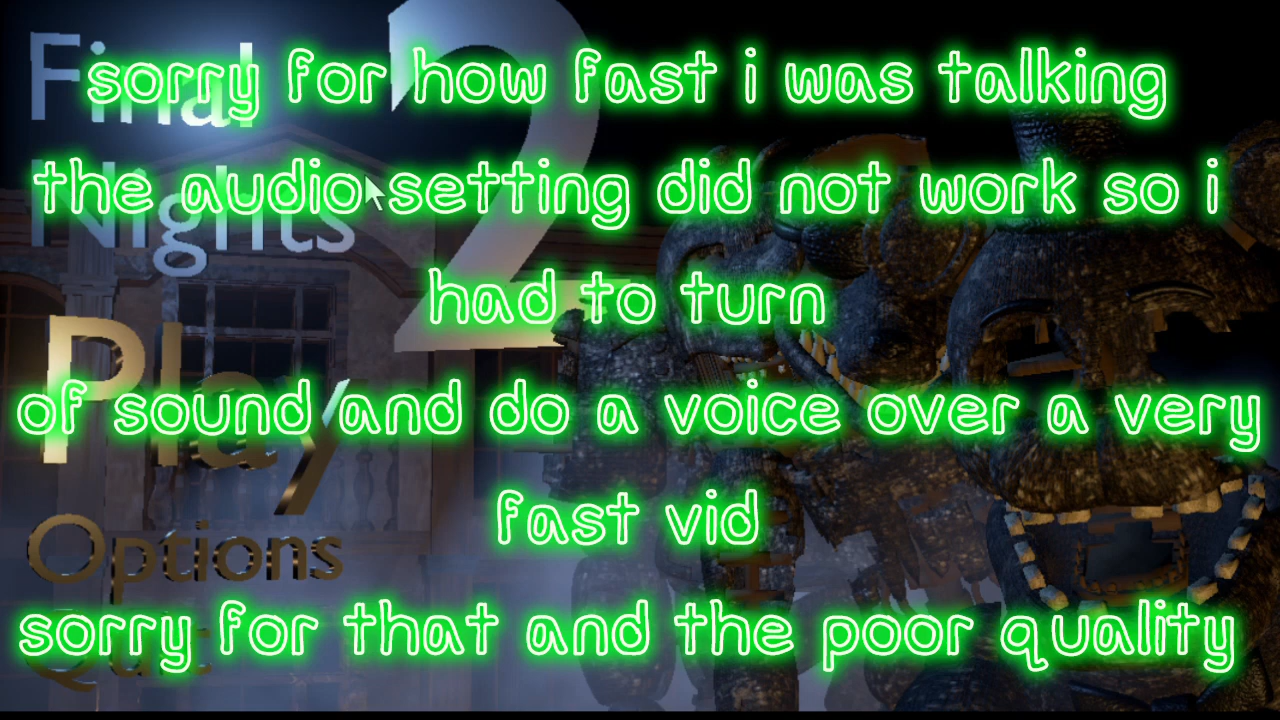 Final
Nights
2
Play
Options
Quit
sorry for how fast i was talking
the audio setting did not work so i
had to turn
of sound and do a voice over a very
fast vid
sorry for that and the poor quality